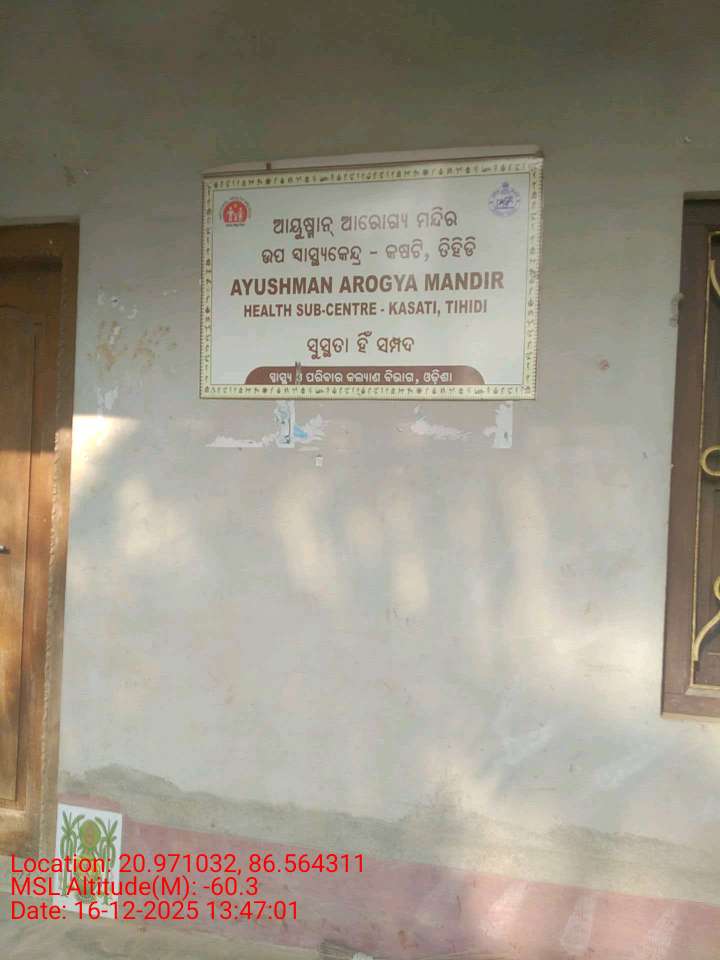 ଆୟୁଷ୍ମାନ୍ ଆରୋଗ୍ୟ ମନ୍ଦିର
ଉପ ସ୍ୱାସ୍ଥ୍ୟକେନ୍ଦ୍ର - କଷଟି, ତିହିଡି
AYUSHMAN AROGYA MANDIR
HEALTH SUB-CENTRE - KASATI, TIHIDI
ସୁସ୍ଥତା ହିଁ ସମ୍ପଦ
ସ୍ୱାସ୍ଥ୍ୟ ଓ ପରିବାର କଲ୍ୟାଣ ବିଭାଗ, ଓଡ଼ିଶା
Location: 20.971032, 86.564311
MSL Altitude(M): -60.3
Date: 16-12-2025 13:47:01